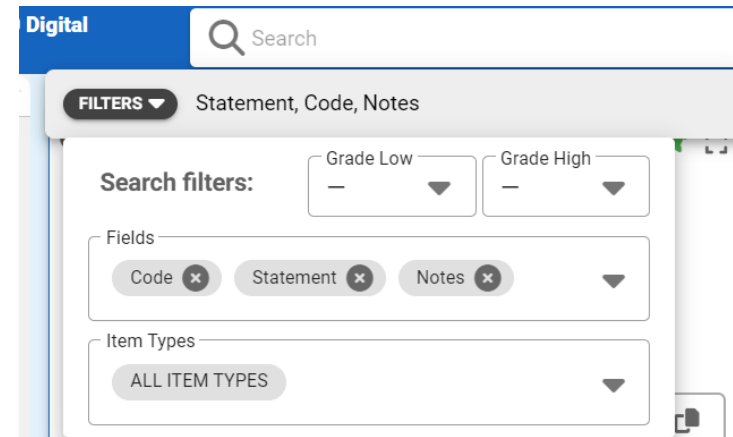 Digital
Search
FILTERS Statement, Code, Notes
Search filters:
Grade Low
–
Grade High
–
Fields
Code Statement Notes
Item Types
ALL ITEM TYPES